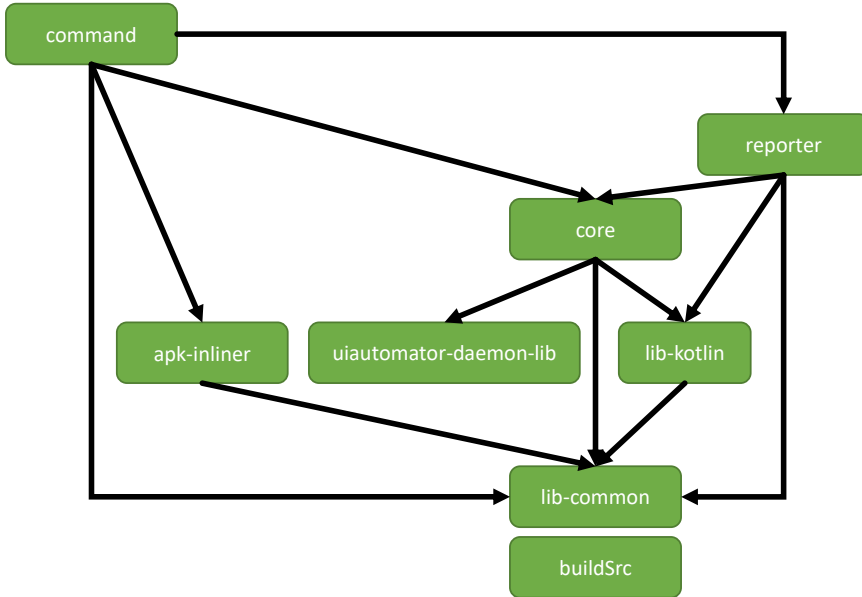 command
reporter
core
apk-inliner
uiautomator-daemon-lib
lib-kotlin
lib-common
buildSrc